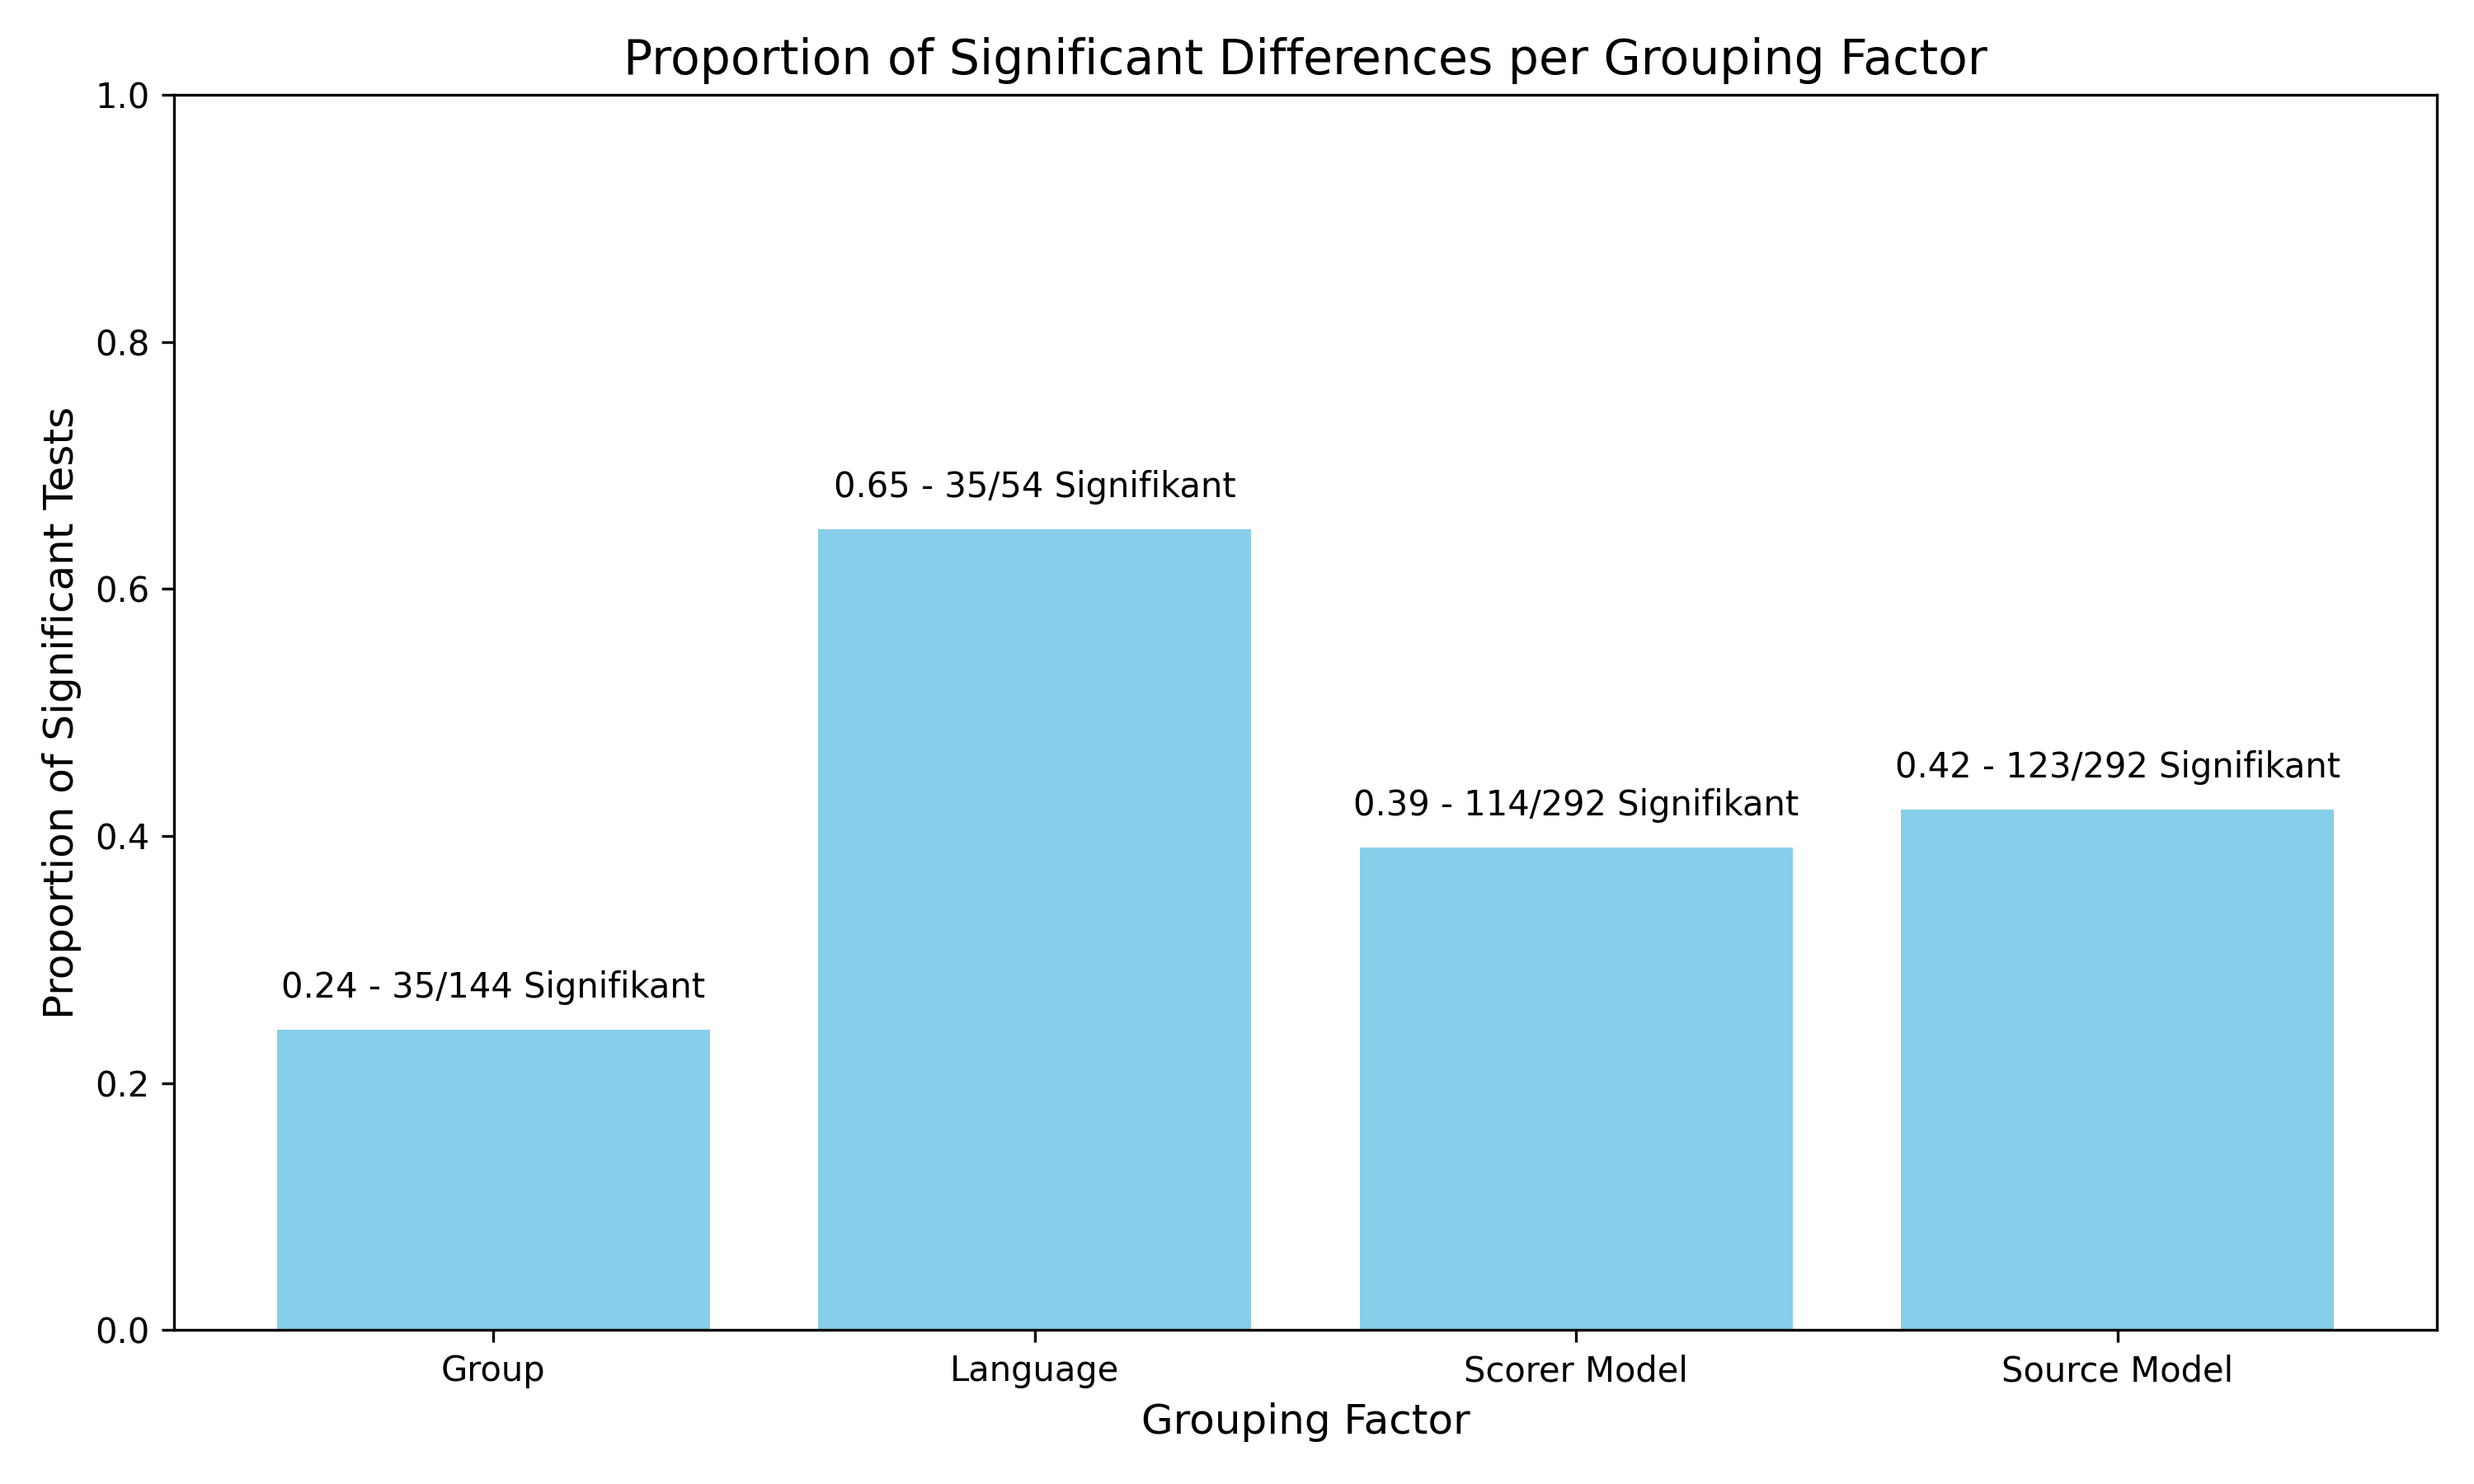 Proportion of Significant Differences per Grouping Factor
Proportion of Significant Tests
1.0
0.8
0.6
0.4
0.2
0.0
0.24 - 35/144 Signifikant
0.65 - 35/54 Signifikant
0.39 - 114/292 Signifikant
0.42 - 123/292 Signifikant
Group
Language
Scorer Model
Source Model
Grouping Factor